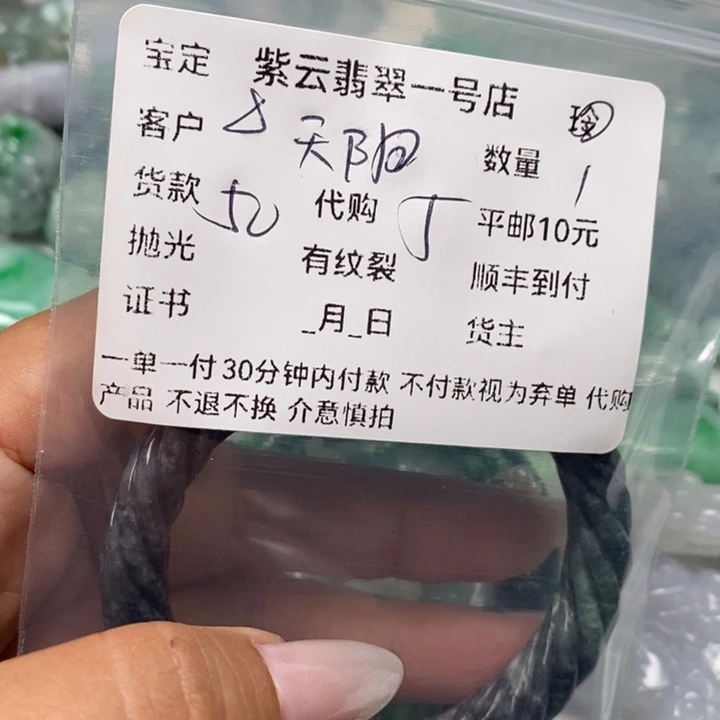 宝定 紫云翡翠一号店
客户 天阳 数量 1
货款 50 代购 5 平邮10元
抛光 有纹裂 顺丰到付
证书 _月_日 货主
一单一付 30分钟内付款 不付款视为弃单 代购
产品 不退不换 介意慎拍